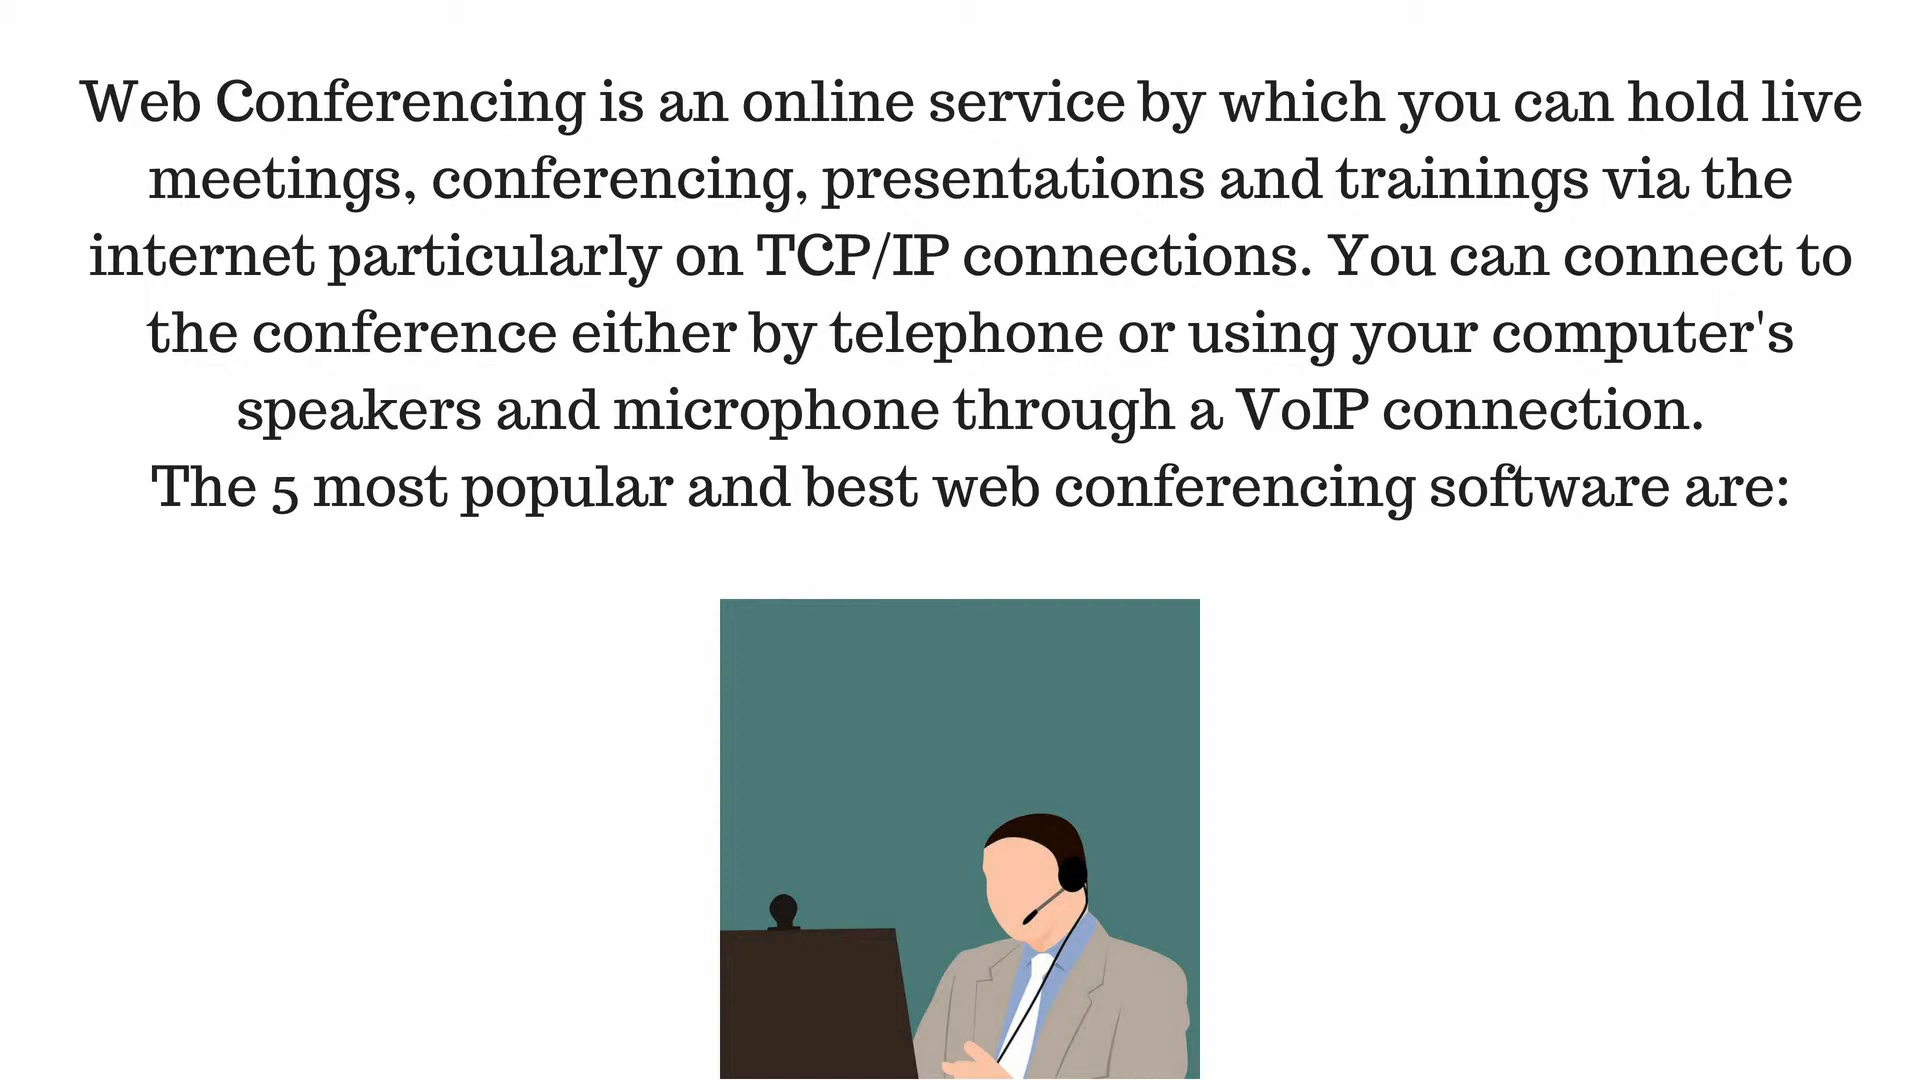 Web Conferencing is an online service by which you can hold live
meetings, conferencing, presentations and trainings via the
internet particularly on TCP/IP connections. You can connect to
the conference either by telephone or using your computer's
speakers and microphone through a VoIP connection.
The 5 most popular and best web conferencing software are: